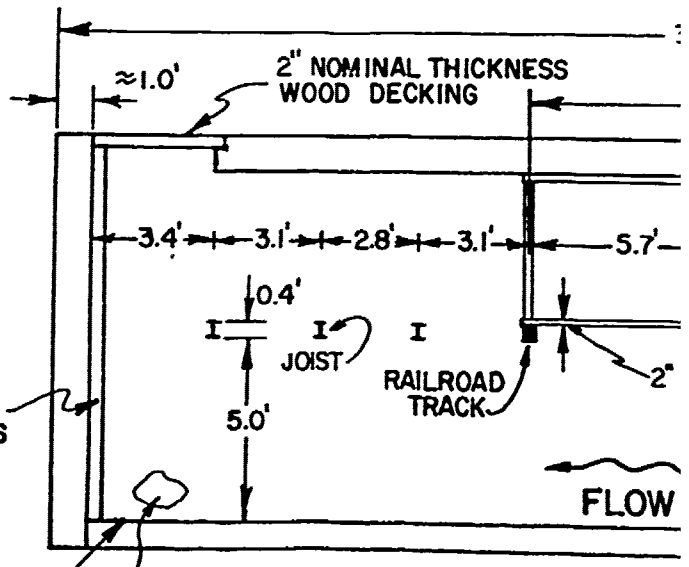 ≈1.0'
2" NOMINAL THICKNESS
WOOD DECKING
3.4' 3.1' 2.8' 3.1' 5.7'
0.4'
I I I
JOIST
RAILROAD
TRACK
2"
5.0'
S
FLOW